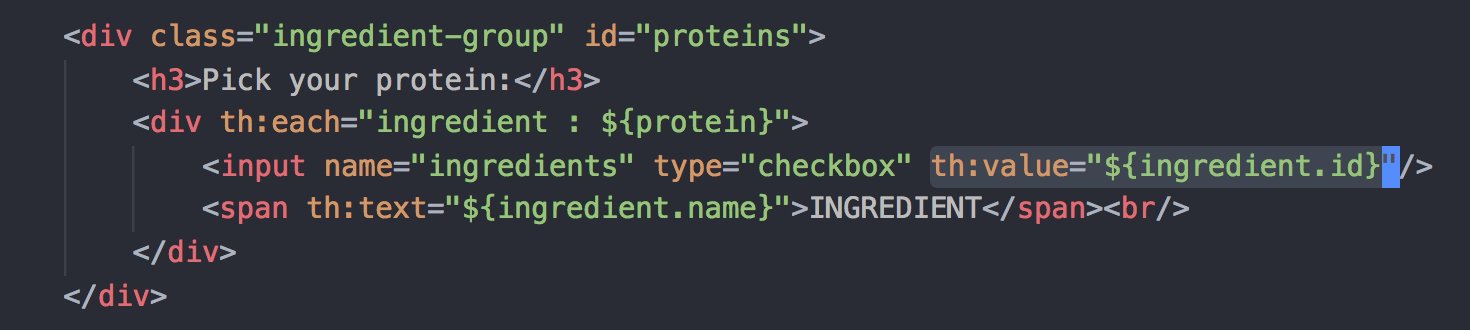 <div class="ingredient-group" id="proteins">
    <h3>Pick your protein:</h3>
    <div th:each="ingredient : ${protein}">
        <input name="ingredients" type="checkbox" th:value="${ingredient.id}"/>
        <span th:text="${ingredient.name}">INGREDIENT</span><br/>
    </div>
</div>